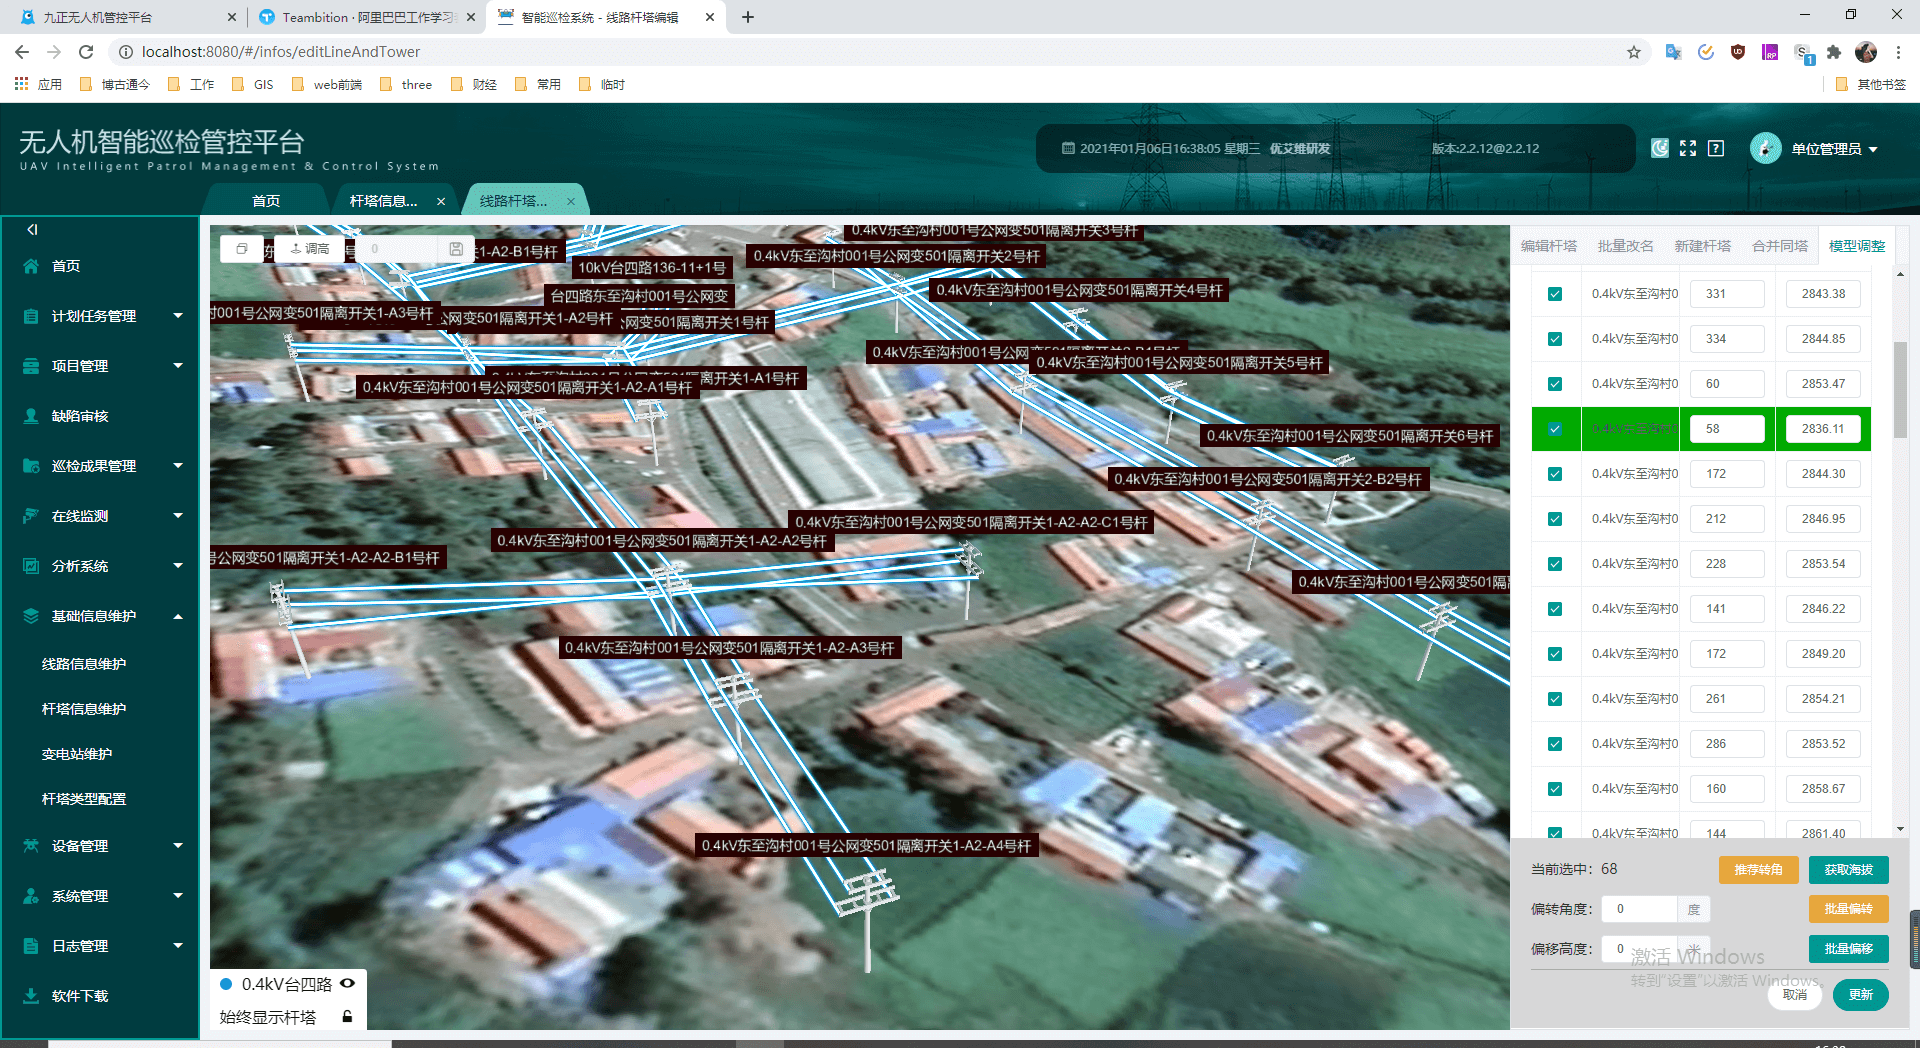 九正无人机管控平台
Teambition · 阿里巴巴工作学习
智能巡检系统 - 线路杆塔编辑
localhost:8080/#/infos/editLineAndTower
应用 博古通今 工作 GIS web前端 three 财经 常用 临时 其他书签
无人机智能巡检管控平台
UAV Intelligent Patrol Management & Control System
2021年01月06日16:38:05 星期三 优艾维研发 版本:2.2.12@2.2.12
单位管理员
首页 杆塔信息... 线路杆塔...
首页
计划任务管理
项目管理
缺陷审核
巡检成果管理
在线监测
分析系统
基础信息维护
线路信息维护
杆塔信息维护
变电站维护
杆塔类型配置
设备管理
系统管理
日志管理
软件下载
调高 0
1-A2-B1号杆
0.4kV东至沟村001号公网变501隔离开关3号杆
0.4kV东至沟村001号公网变501隔离开关2号杆
10kV台四路136-11+1号
台四路东至沟村001号公网变
0.4kV东至沟村001号公网变501隔离开关4号杆
村001号公网变501隔离开关1-A3号杆
公网变501隔离开关1-A2号杆
公网变501隔离开关1号杆
0.4kV东至沟村001号公网
0.4kV东至沟村001号公网变501隔离开关5号杆
离开关1-A1号杆
0.4kV东至沟村001号公网变501隔离开关1-A2-A1号杆
0.4kV东至沟村001号公网变501隔离开关6号杆
0.4kV东至沟村001号公网变501隔离开关2-B2号杆
0.4kV东至沟村001号公网变501隔离开关1-A2-A2-C1号杆
0.4kV东至沟村001号公网变501隔离开关1-A2-A2号杆
号公网变501隔离开关1-A2-A2-B1号杆
0.4kV东至沟村001号公网变501隔
0.4kV东至沟村001号公网变501隔离开关1-A2-A3号杆
0.4kV东至沟村001号公网变501隔离开关1-A2-A4号杆
0.4kV台四路
始终显示杆塔
编辑杆塔 批量改名 新建杆塔 合并同塔 模型调整
0.4kV东至沟村0 331 2843.38
0.4kV东至沟村0 334 2844.85
0.4kV东至沟村0 60 2853.47
0.4kV东至沟村0 58 2836.11
0.4kV东至沟村0 172 2844.30
0.4kV东至沟村0 212 2846.95
0.4kV东至沟村0 228 2853.54
0.4kV东至沟村0 141 2846.22
0.4kV东至沟村0 172 2849.20
0.4kV东至沟村0 261 2854.21
0.4kV东至沟村0 286 2853.52
0.4kV东至沟村0 160 2858.67
0.4kV东至沟村0 144 2861.40
当前选中：68 推荐转角 获取海拔
偏转角度： 0 度 批量偏转
偏移高度： 0 米 批量偏移
激活 Windows
转到"设置"以激活 Windows。
取消 更新